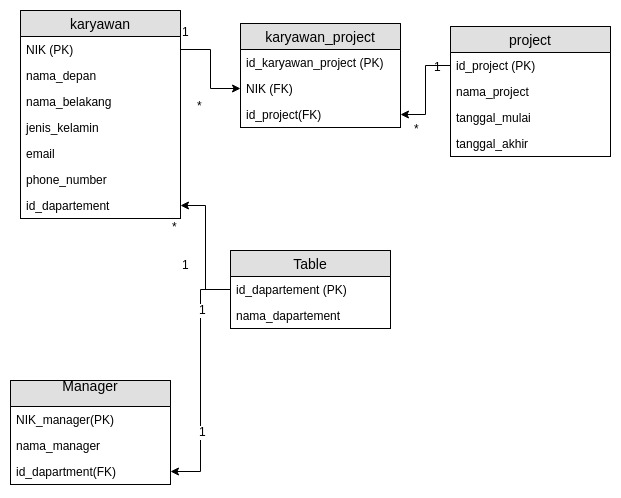 karyawan
NIK (PK)
nama_depan
nama_belakang
jenis_kelamin
email
phone_number
id_dapartement
1
*
karyawan_project
id_karyawan_project (PK)
NIK (FK)
id_project(FK)
1
*
project
id_project (PK)
nama_project
tanggal_mulai
tanggal_akhir
*
1
Table
id_dapartement (PK)
nama_dapartement
1
1
Manager
NIK_manager(PK)
nama_manager
id_dapartment(FK)